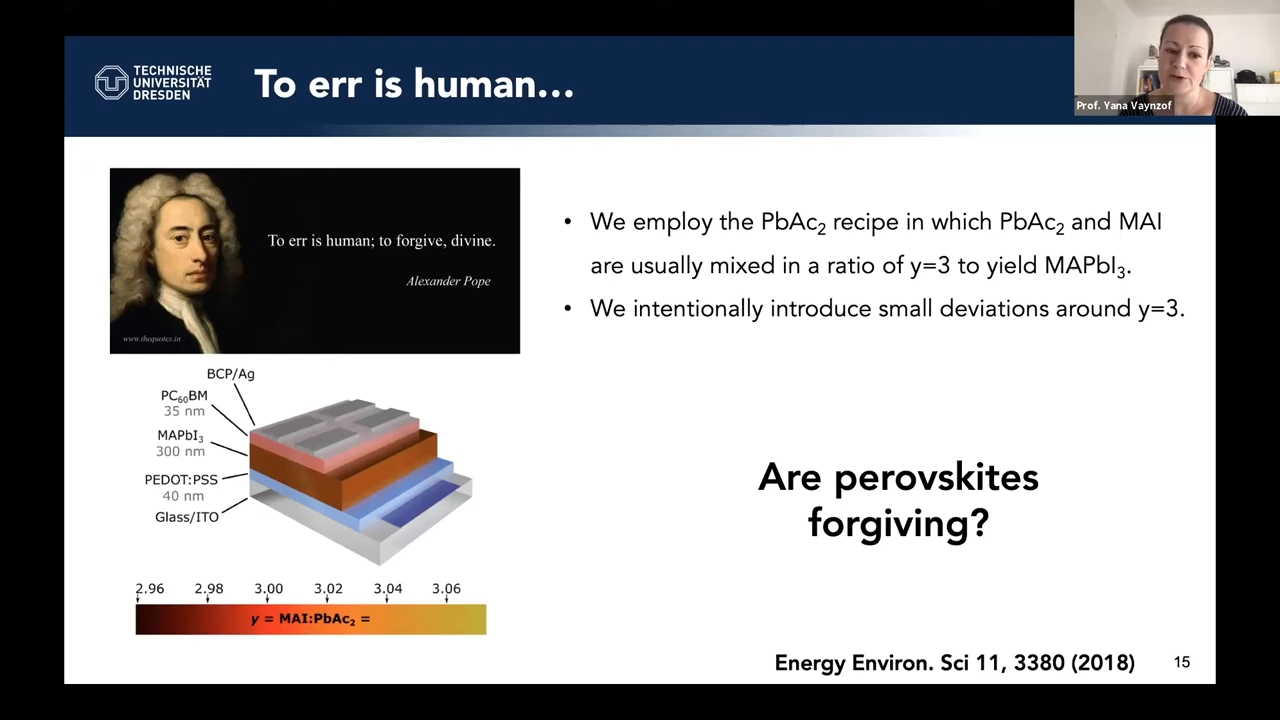 TECHNISCHE
UNIVERSITÄT
DRESDEN
To err is human...
Prof. Yana Vaynzof
To err is human; to forgive, divine.
Alexander Pope
www.thequotes.in
• We employ the PbAc₂ recipe in which PbAc₂ and MAI
are usually mixed in a ratio of y=3 to yield MAPbI₃.
• We intentionally introduce small deviations around y=3.
BCP/Ag
PC₆₀BM
35 nm
MAPbI₃
300 nm
PEDOT:PSS
40 nm
Glass/ITO
Are perovskites
forgiving?
2.96 2.98 3.00 3.02 3.04 3.06
y = MAI:PbAc₂ =
Energy Environ. Sci 11, 3380 (2018)
15